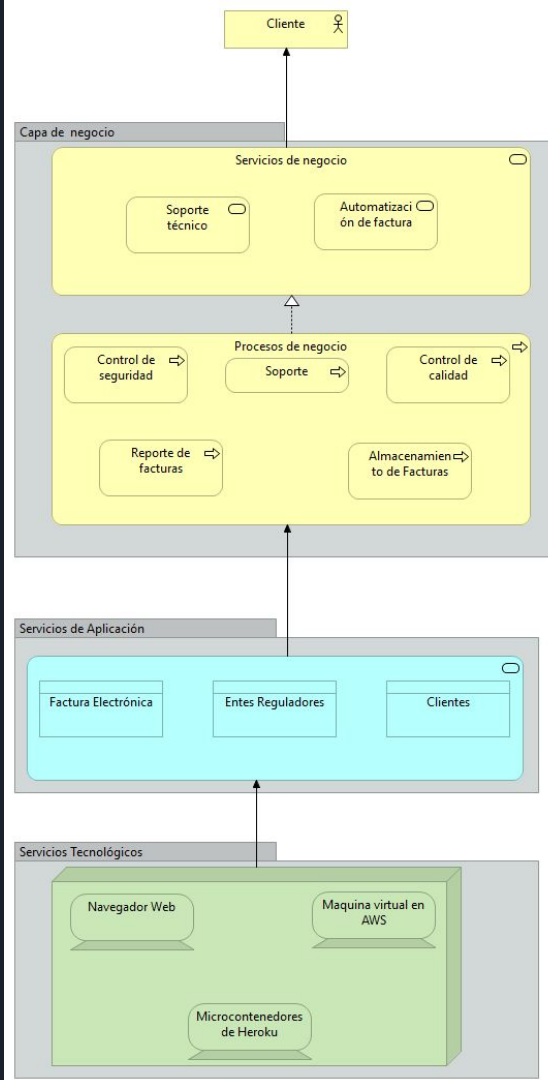 Cliente
Capa de negocio
Servicios de negocio
Soporte
técnico
Automatizaci
ón de factura
Procesos de negocio
Control de
seguridad
Soporte
Control de
calidad
Reporte de
facturas
Almacenamien
to de Facturas
Servicios de Aplicación
Factura Electrónica
Entes Reguladores
Clientes
Servicios Tecnológicos
Navegador Web
Maquina virtual en
AWS
Microcontenedores
de Heroku